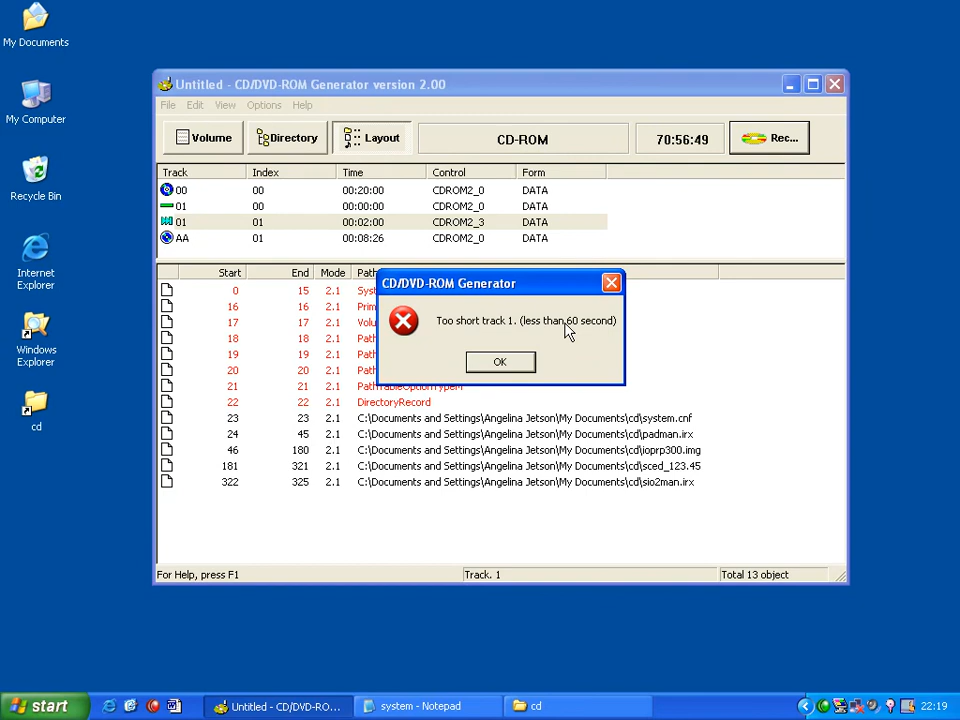 My Documents
My Computer
Recycle Bin
Internet
Explorer
Windows
Explorer
cd
Untitled - CD/DVD-ROM Generator version 2.00
File Edit View Options Help
Volume Directory Layout CD-ROM 70:56:49 Rec...
Track Index Time Control Form
00 00 00:20:00 CDROM2_0 DATA
01 00 00:00:00 CDROM2_0 DATA
01 01 00:02:00 CDROM2_3 DATA
AA 01 00:08:26 CDROM2_0 DATA
Start End Mode Path
0 15 2.1 Sys
16 16 2.1 Prim
17 17 2.1 Volu
18 18 2.1 Path
19 19 2.1 Path
20 20 2.1 Path
21 21 2.1 PathTableOptionTypeM
22 22 2.1 DirectoryRecord
23 23 2.1 C:\Documents and Settings\Angelina Jetson\My Documents\cd\system.cnf
24 45 2.1 C:\Documents and Settings\Angelina Jetson\My Documents\cd\padman.irx
46 180 2.1 C:\Documents and Settings\Angelina Jetson\My Documents\cd\ioprp300.img
181 321 2.1 C:\Documents and Settings\Angelina Jetson\My Documents\cd\sced_123.45
322 325 2.1 C:\Documents and Settings\Angelina Jetson\My Documents\cd\sio2man.irx
CD/DVD-ROM Generator
Too short track 1. (less than 60 second)
OK
For Help, press F1 Track. 1 Total 13 object
start Untitled - CD/DVD-RO... system - Notepad cd 22:19